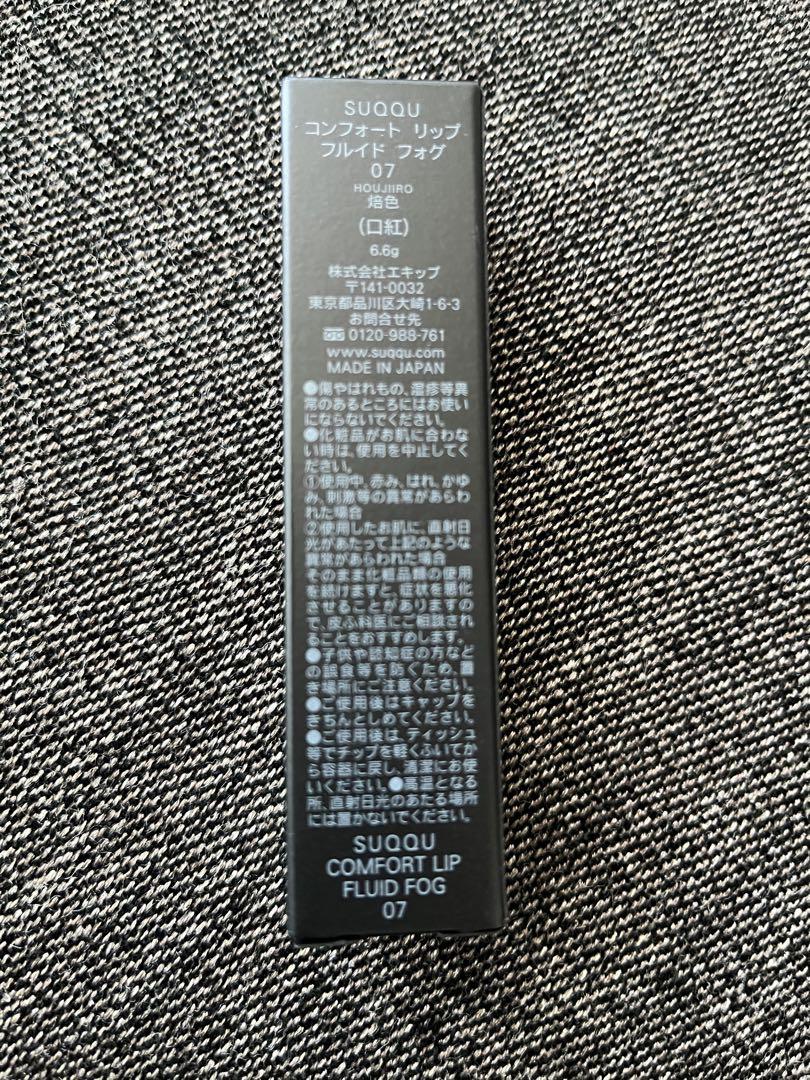 SUQQU
コンフォート リップ
フルイド フォグ
07
HOUJIIRO
焙色
(口紅)
6.6g
株式会社エキップ
〒141-0032
東京都品川区大崎1-6-3
お問合せ先
0120-988-761
www.suqqu.com
MADE IN JAPAN
●傷やはれもの、湿疹等異
常のあるところにはお使い
にならないでください。
●化粧品がお肌に合わな
い時は、使用を中止してく
ださい。
①使用中、赤み、はれ、かゆ
み、刺激等の異常があらわ
れた場合
②使用したお肌に、直射日
光があたって上記のような
異常があらわれた場合
そのまま化粧品類の使用
を続けますと、症状を悪化
させることがありますの
で、皮ふ科医にご相談され
ることをおすすめします。
●子供や認知症の方など
の誤食等を防ぐため、置
き場所にご注意ください。
●ご使用後はキャップを
きちんとしめてください。
●ご使用後は、ティッシュ
等でチップを軽くふいてか
ら容器に戻し、清潔にお使
いください。●高温となる
所、直射日光のあたる場所
には置かないでください。
SUQQU
COMFORT LIP
FLUID FOG
07